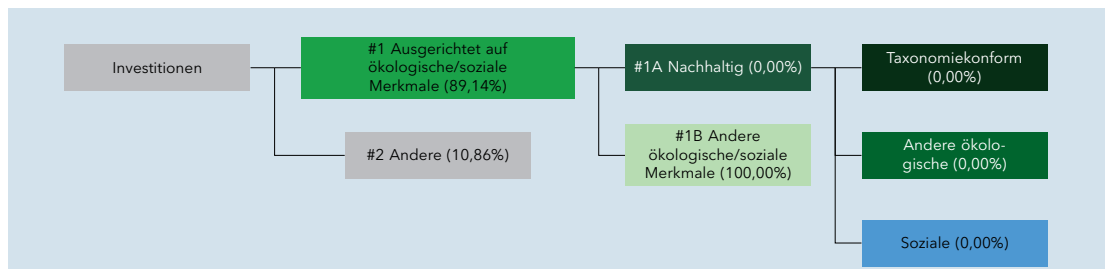 Investitionen
#1 Ausgerichtet auf
ökologische/soziale
Merkmale (89,14%)
#2 Andere (10,86%)
#1A Nachhaltig (0,00%)
#1B Andere
ökologische/soziale
Merkmale (100,00%)
Taxonomiekonform
(0,00%)
Andere ökolo-
gische (0,00%)
Soziale (0,00%)